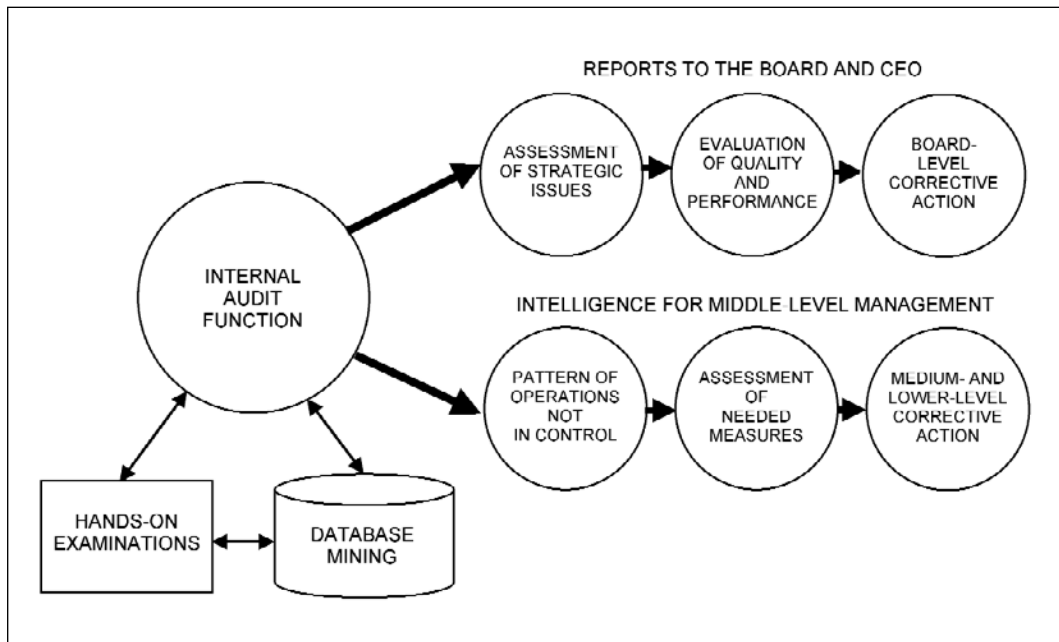 REPORTS TO THE BOARD AND CEO
ASSESSMENT
OF STRATEGIC
ISSUES
EVALUATION
OF QUALITY
AND
PERFORMANCE
BOARD-
LEVEL
CORRECTIVE
ACTION
INTERNAL
AUDIT
FUNCTION
INTELLIGENCE FOR MIDDLE-LEVEL MANAGEMENT
PATTERN OF
OPERATIONS
NOT
IN CONTROL
ASSESSMENT
OF
NEEDED
MEASURES
MEDIUM- AND
LOWER-LEVEL
CORRECTIVE
ACTION
HANDS-ON
EXAMINATIONS
DATABASE
MINING